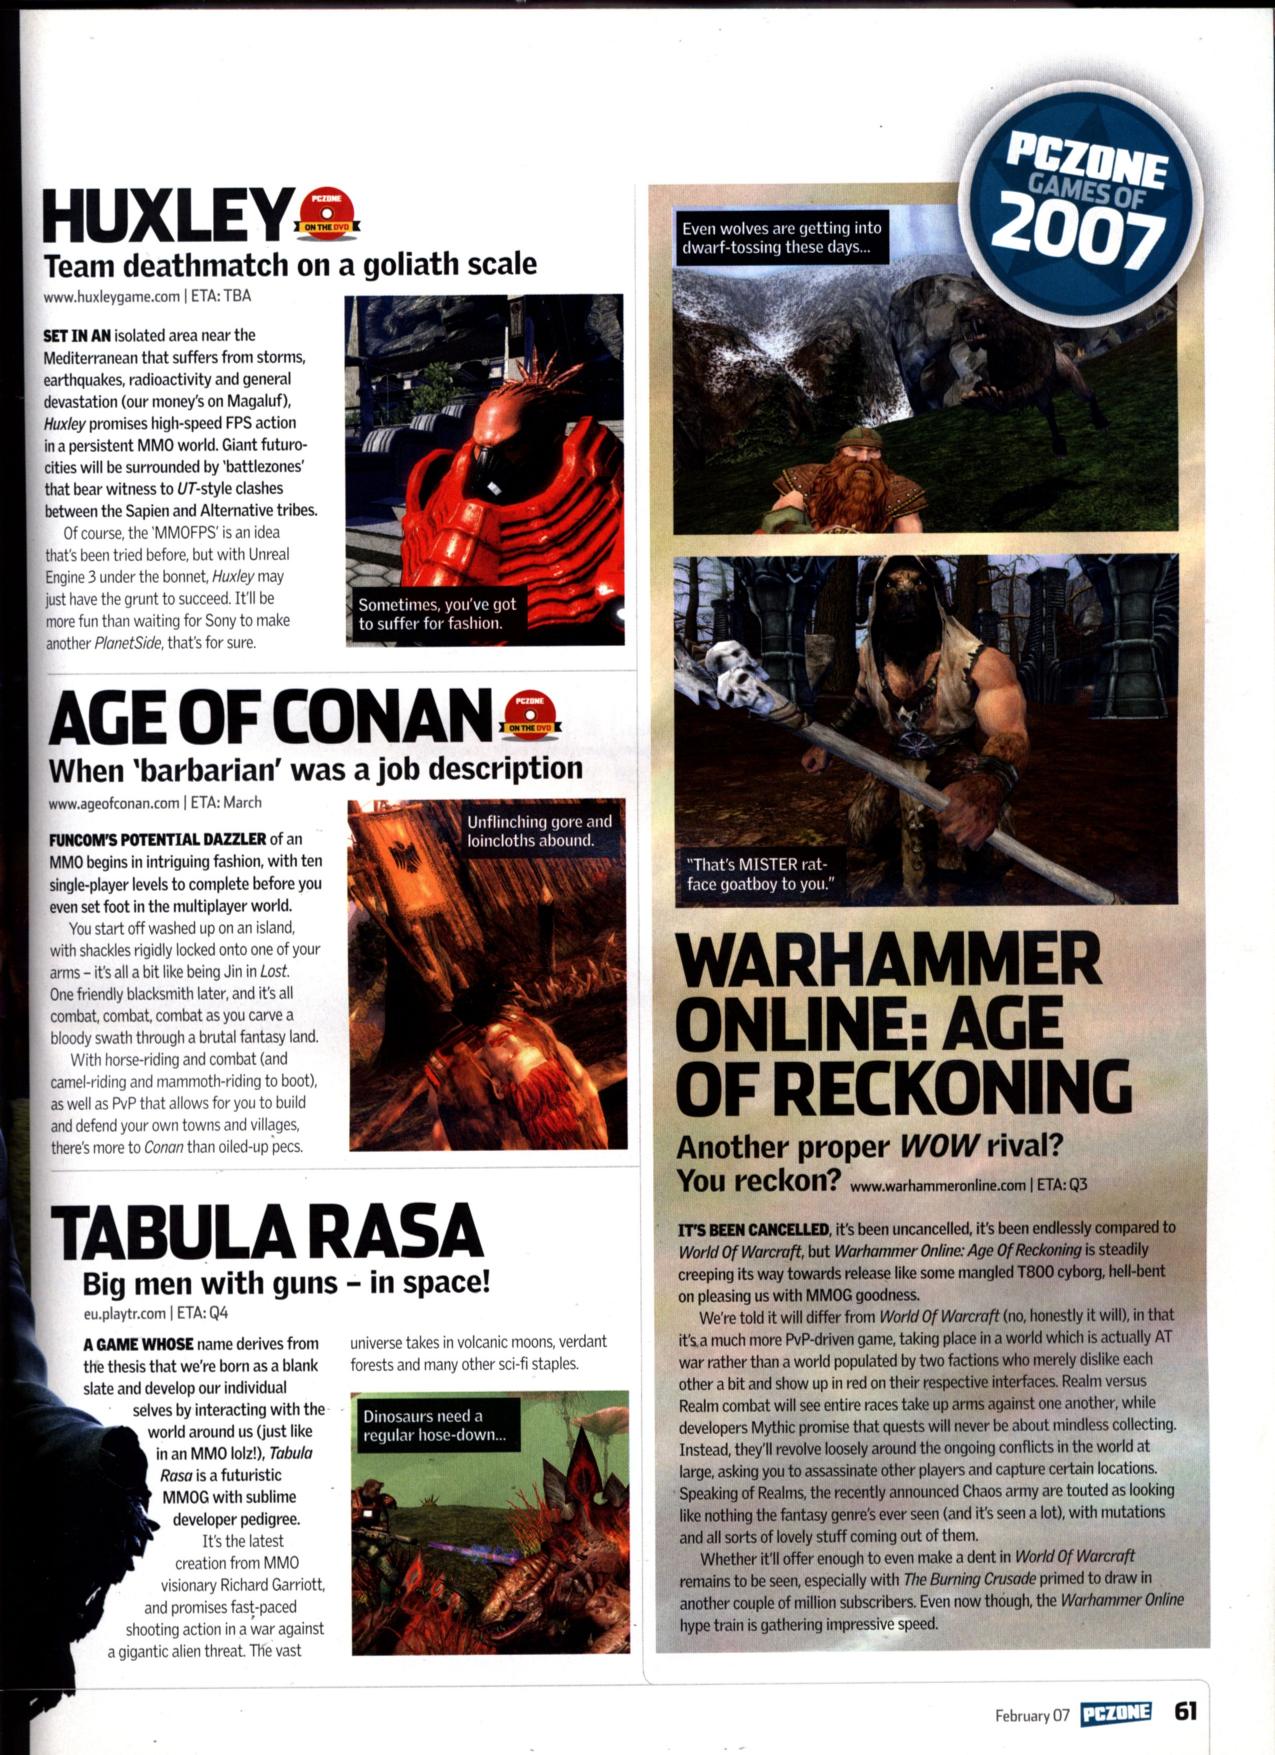 PCZONE
GAMES OF
2007
HUXLEY
PCZONE
ON THE DVD
Team deathmatch on a goliath scale
www.huxleygame.com | ETA: TBA
SET IN AN isolated area near the
Mediterranean that suffers from storms,
earthquakes, radioactivity and general
devastation (our money's on Magaluf),
Huxley promises high-speed FPS action
in a persistent MMO world. Giant futuro-
cities will be surrounded by 'battlezones'
that bear witness to UT-style clashes
between the Sapien and Alternative tribes.
Of course, the 'MMOFPS' is an idea
that's been tried before, but with Unreal
Engine 3 under the bonnet, Huxley may
just have the grunt to succeed. It'll be
more fun than waiting for Sony to make
another PlanetSide, that's for sure.
Sometimes, you've got
to suffer for fashion.
AGE OF CONAN
PCZONE
ON THE DVD
When 'barbarian' was a job description
www.ageofconan.com | ETA: March
FUNCOM'S POTENTIAL DAZZLER of an
MMO begins in intriguing fashion, with ten
single-player levels to complete before you
even set foot in the multiplayer world.
You start off washed up on an island,
with shackles rigidly locked onto one of your
arms – it's all a bit like being Jin in Lost.
One friendly blacksmith later, and it's all
combat, combat, combat as you carve a
bloody swath through a brutal fantasy land.
With horse-riding and combat (and
camel-riding and mammoth-riding to boot),
as well as PvP that allows for you to build
and defend your own towns and villages,
there's more to Conan than oiled-up pecs.
Unflinching gore and
loincloths abound.
TABULA RASA
Big men with guns – in space!
eu.playtr.com | ETA: Q4
A GAME WHOSE name derives from
the thesis that we're born as a blank
slate and develop our individual
selves by interacting with the
world around us (just like
in an MMO lolz!), Tabula
Rasa is a futuristic
MMOG with sublime
developer pedigree.
It's the latest
creation from MMO
visionary Richard Garriott,
and promises fast-paced
shooting action in a war against
a gigantic alien threat. The vast
universe takes in volcanic moons, verdant
forests and many other sci-fi staples.
Dinosaurs need a
regular hose-down...
Even wolves are getting into
dwarf-tossing these days...
"That's MISTER rat-
face goatboy to you."
WARHAMMER
ONLINE: AGE
OF RECKONING
Another proper WOW rival?
You reckon? www.warhammeronline.com | ETA: Q3
IT'S BEEN CANCELLED, it's been uncancelled, it's been endlessly compared to
World Of Warcraft, but Warhammer Online: Age Of Reckoning is steadily
creeping its way towards release like some mangled T800 cyborg, hell-bent
on pleasing us with MMOG goodness.
We're told it will differ from World Of Warcraft (no, honestly it will), in that
it's a much more PvP-driven game, taking place in a world which is actually AT
war rather than a world populated by two factions who merely dislike each
other a bit and show up in red on their respective interfaces. Realm versus
Realm combat will see entire races take up arms against one another, while
developers Mythic promise that quests will never be about mindless collecting.
Instead, they'll revolve loosely around the ongoing conflicts in the world at
large, asking you to assassinate other players and capture certain locations.
Speaking of Realms, the recently announced Chaos army are touted as looking
like nothing the fantasy genre's ever seen (and it's seen a lot), with mutations
and all sorts of lovely stuff coming out of them.
Whether it'll offer enough to even make a dent in World Of Warcraft
remains to be seen, especially with The Burning Crusade primed to draw in
another couple of million subscribers. Even now though, the Warhammer Online
hype train is gathering impressive speed.
February 07 PCZONE 61